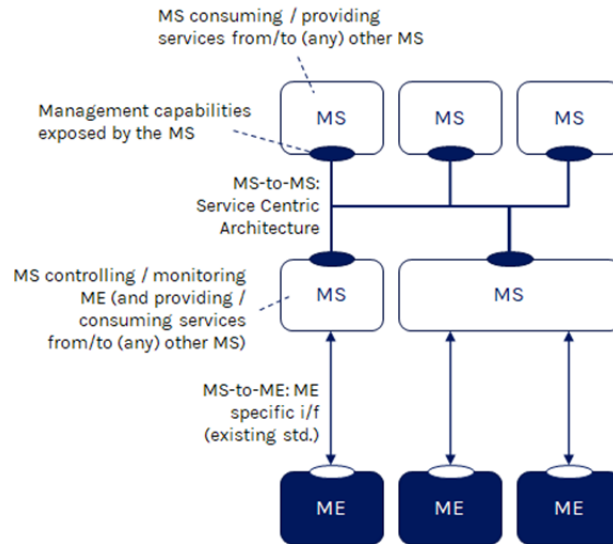 MS consuming / providing
services from/to (any) other MS
MS
MS
MS
Management capabilities
exposed by the MS
MS-to-MS:
Service Centric
Architecture
MS controlling / monitoring
ME (and providing /
consuming services
from/to (any) other MS)
MS
MS
MS-to-ME: ME
specific i/f
(existing std.)
ME
ME
ME